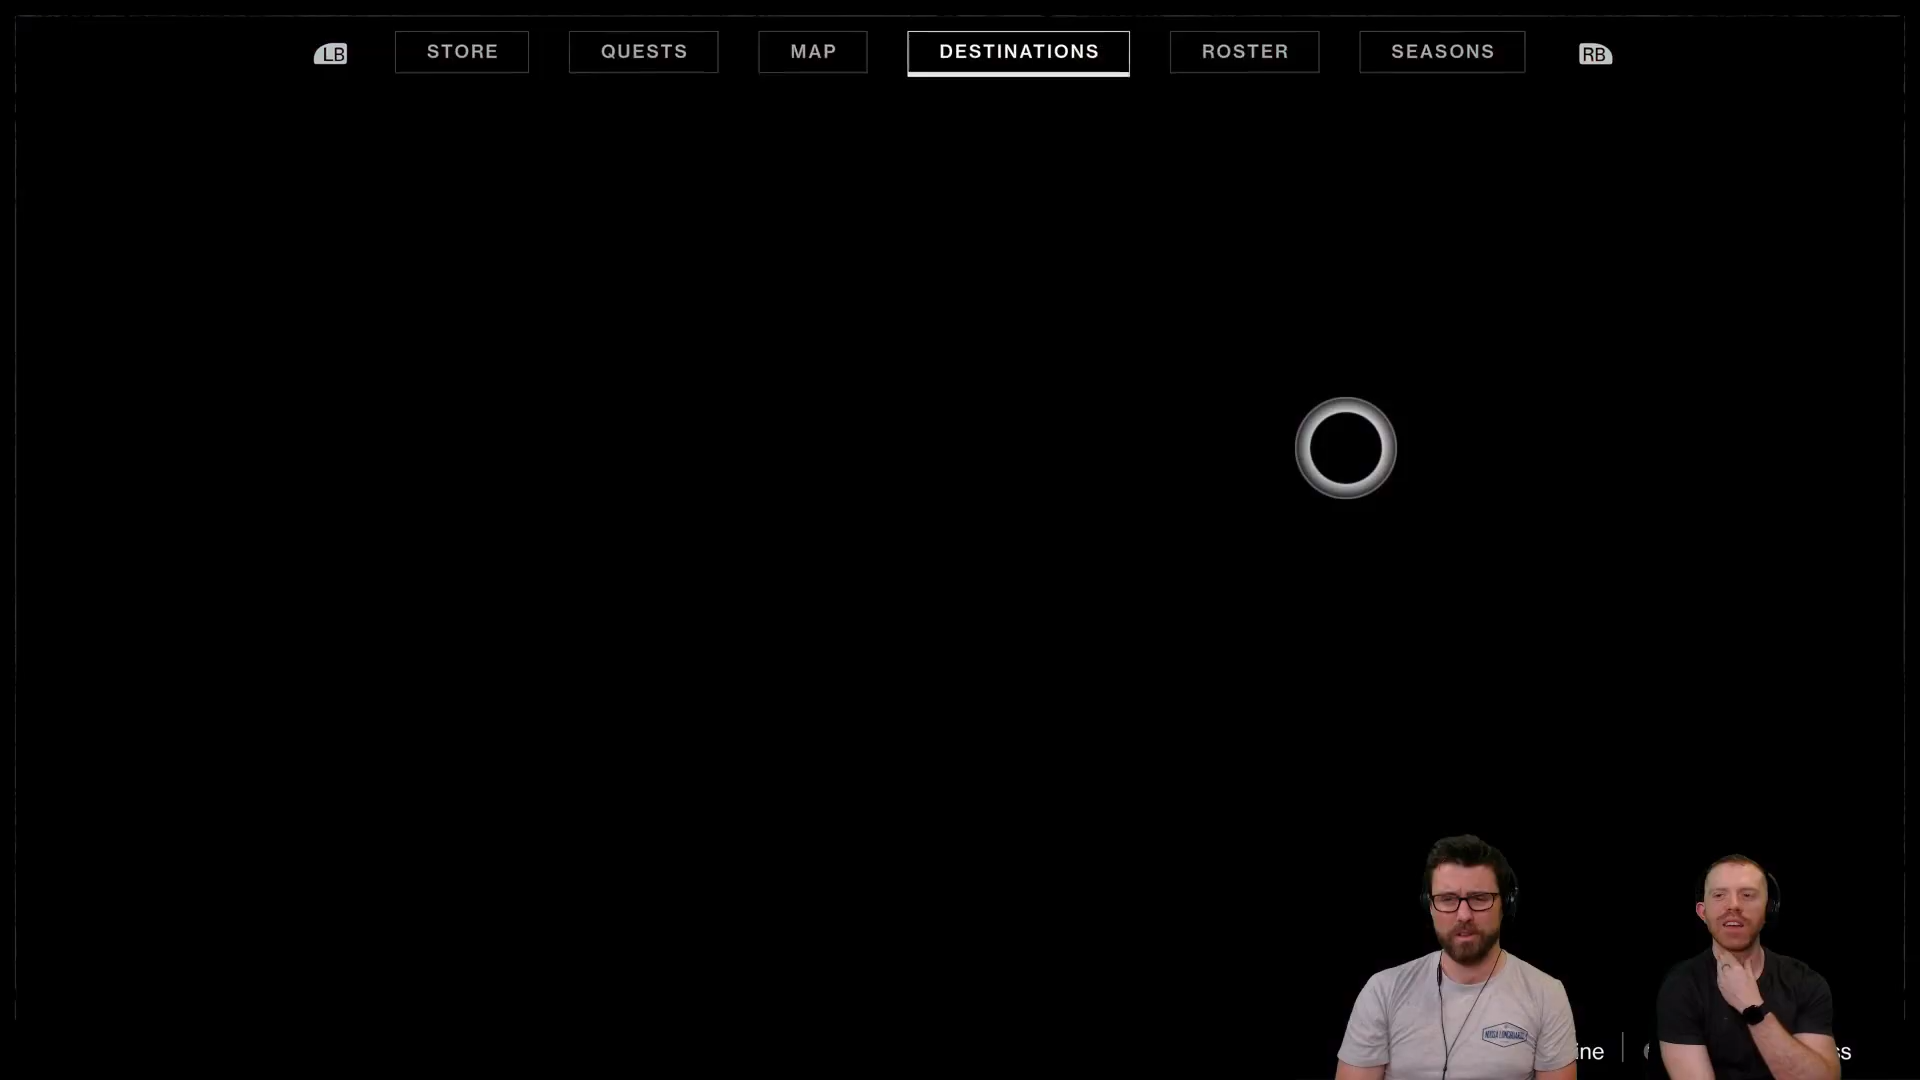 LB
STORE
QUESTS
MAP
DESTINATIONS
ROSTER
SEASONS
RB